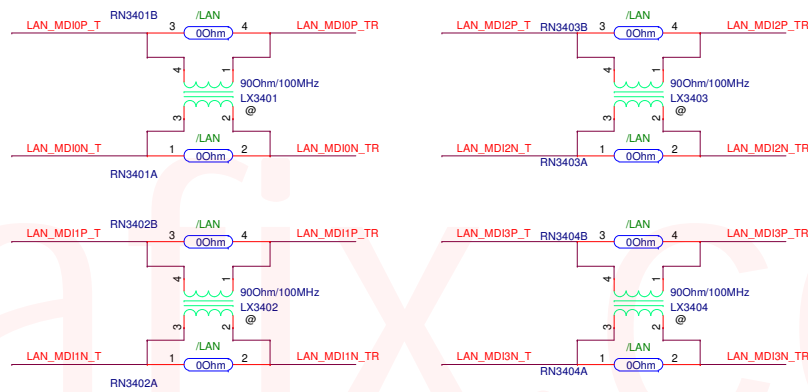 RN3401B /LAN
LAN_MDI0P_T 3 0Ohm 4 LAN_MDI0P_TR
4 1
90Ohm/100MHz
LX3401
@
3 2
/LAN
LAN_MDI0N_T 1 0Ohm 2 LAN_MDI0N_TR
RN3401A
/LAN
LAN_MDI2P_T RN3403B 3 0Ohm 4 LAN_MDI2P_TR
4 1
90Ohm/100MHz
LX3403
@
3 2
/LAN
LAN_MDI2N_T 1 0Ohm 2 LAN_MDI2N_TR
RN3403A
RN3402B /LAN
LAN_MDI1P_T 3 0Ohm 4 LAN_MDI1P_TR
4 1
90Ohm/100MHz
LX3402
@
3 2
/LAN
LAN_MDI1N_T 1 0Ohm 2 LAN_MDI1N_TR
RN3402A
/LAN
LAN_MDI3P_T RN3404B 3 0Ohm 4 LAN_MDI3P_TR
4 1
90Ohm/100MHz
LX3404
@
3 2
/LAN
LAN_MDI3N_T 1 0Ohm 2 LAN_MDI3N_TR
RN3404A
afix.c